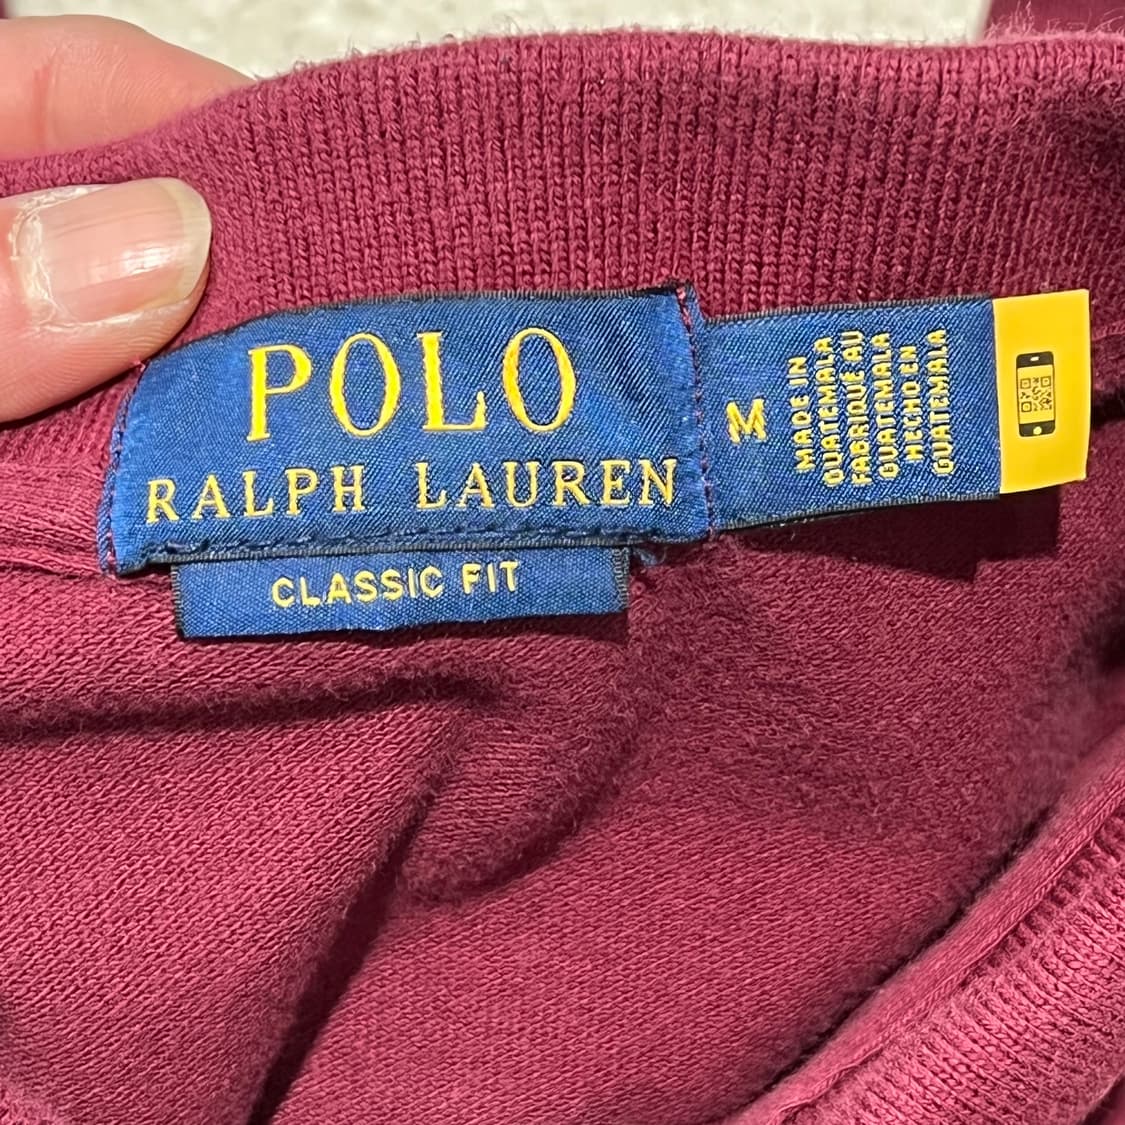 POLO
RALPH LAUREN
CLASSIC FIT
M
MADE IN
GUATEMALA
FABRIQUÉ AU
GUATEMALA
HECHO EN
GUATEMALA